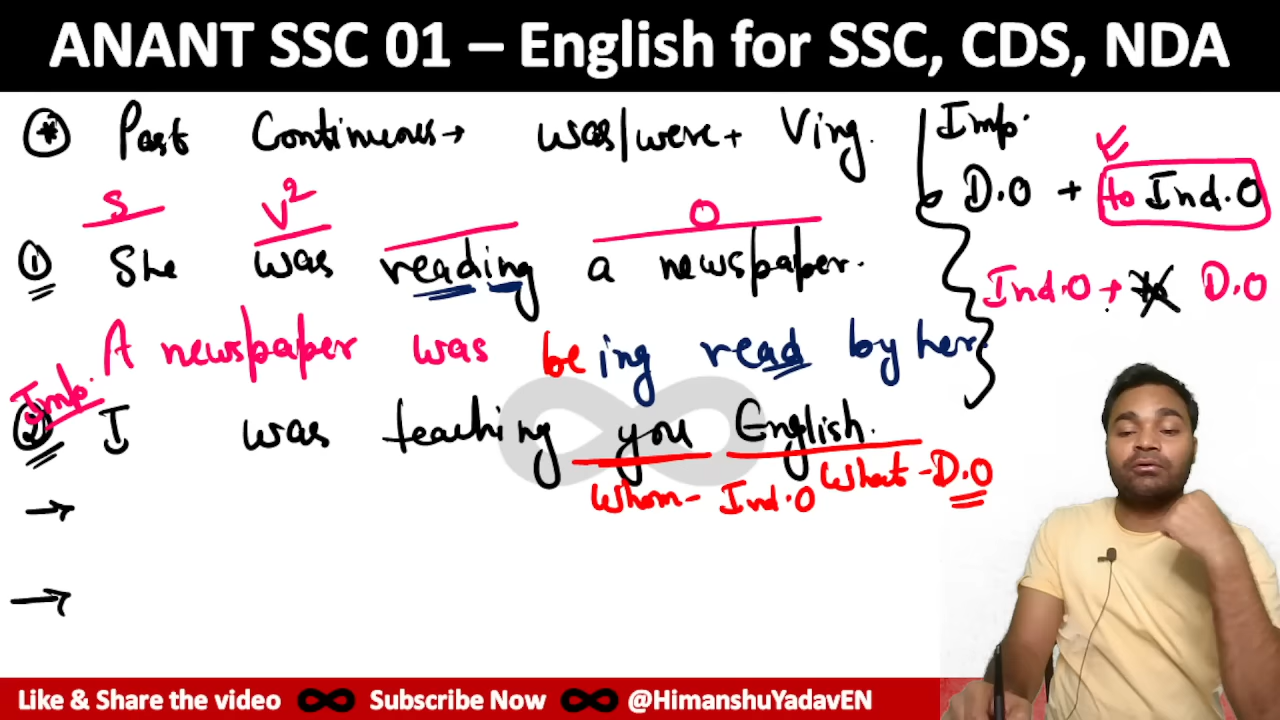 ANANT SSC 01 – English for SSC, CDS, NDA
* Past Continuous → was/were + Ving.
Imp.
D.O + to Ind.O
S V² O
① She was reading a newspaper.
Ind.O + to D.O
A newspaper was being read by her.
Imp.
② I was teaching you English.
Whom - Ind.O What - D.O
→
→
Like & Share the video Subscribe Now @HimanshuYadavEN